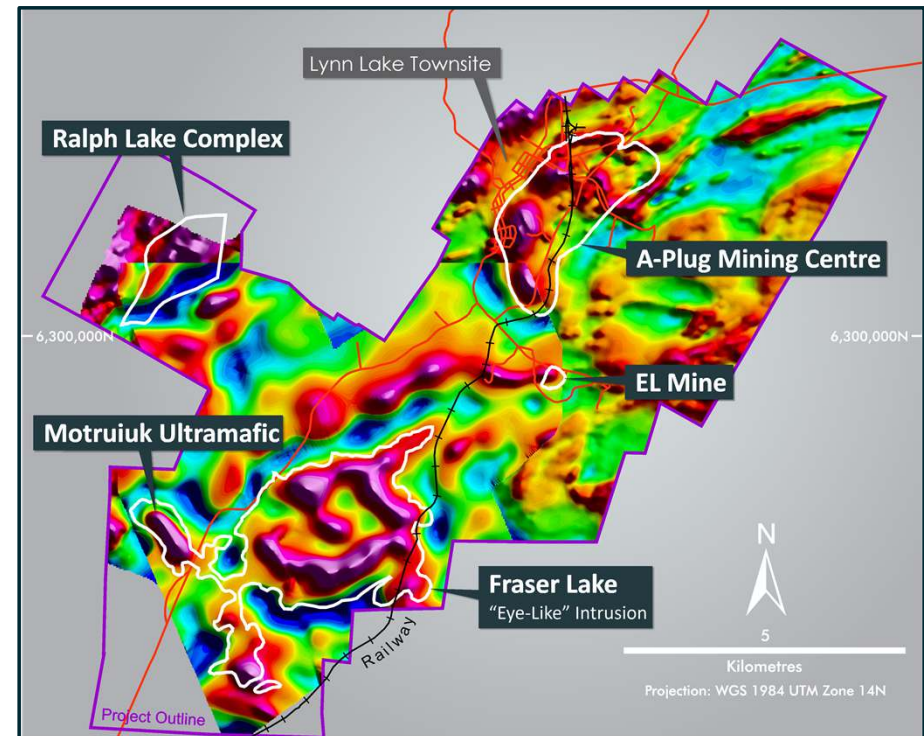 Lynn Lake Townsite
Ralph Lake Complex
A-Plug Mining Centre
6,300,000N
6,300,000N
EL Mine
Motruiuk Ultramafic
N
Fraser Lake
"Eye-Like" Intrusion
5
Kilometres
Railway
Projection: WGS 1984 UTM Zone 14N
Project Outline